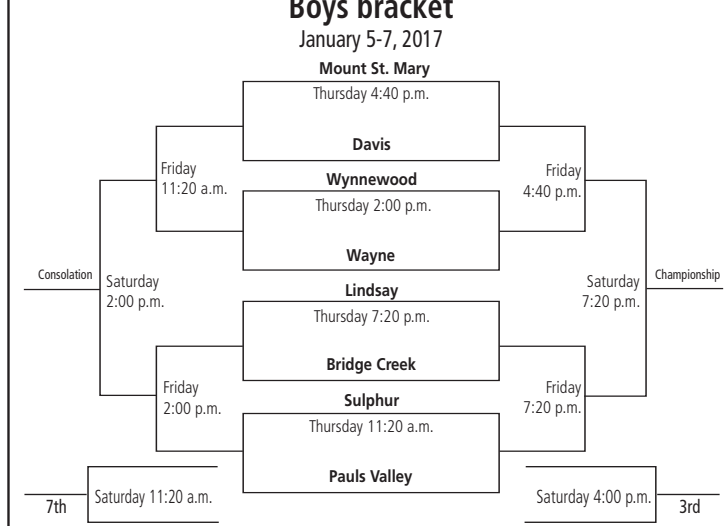 Boys bracket
January 5-7, 2017
Mount St. Mary
Thursday 4:40 p.m.
Davis
Friday
11:20 a.m.
Friday
4:40 p.m.
Wynnewood
Thursday 2:00 p.m.
Wayne
Consolation
Saturday
2:00 p.m.
Saturday
7:20 p.m.
Championship
Lindsay
Thursday 7:20 p.m.
Bridge Creek
Friday
2:00 p.m.
Friday
7:20 p.m.
Sulphur
Thursday 11:20 a.m.
Pauls Valley
7th
Saturday 11:20 a.m.
Saturday 4:00 p.m.
3rd